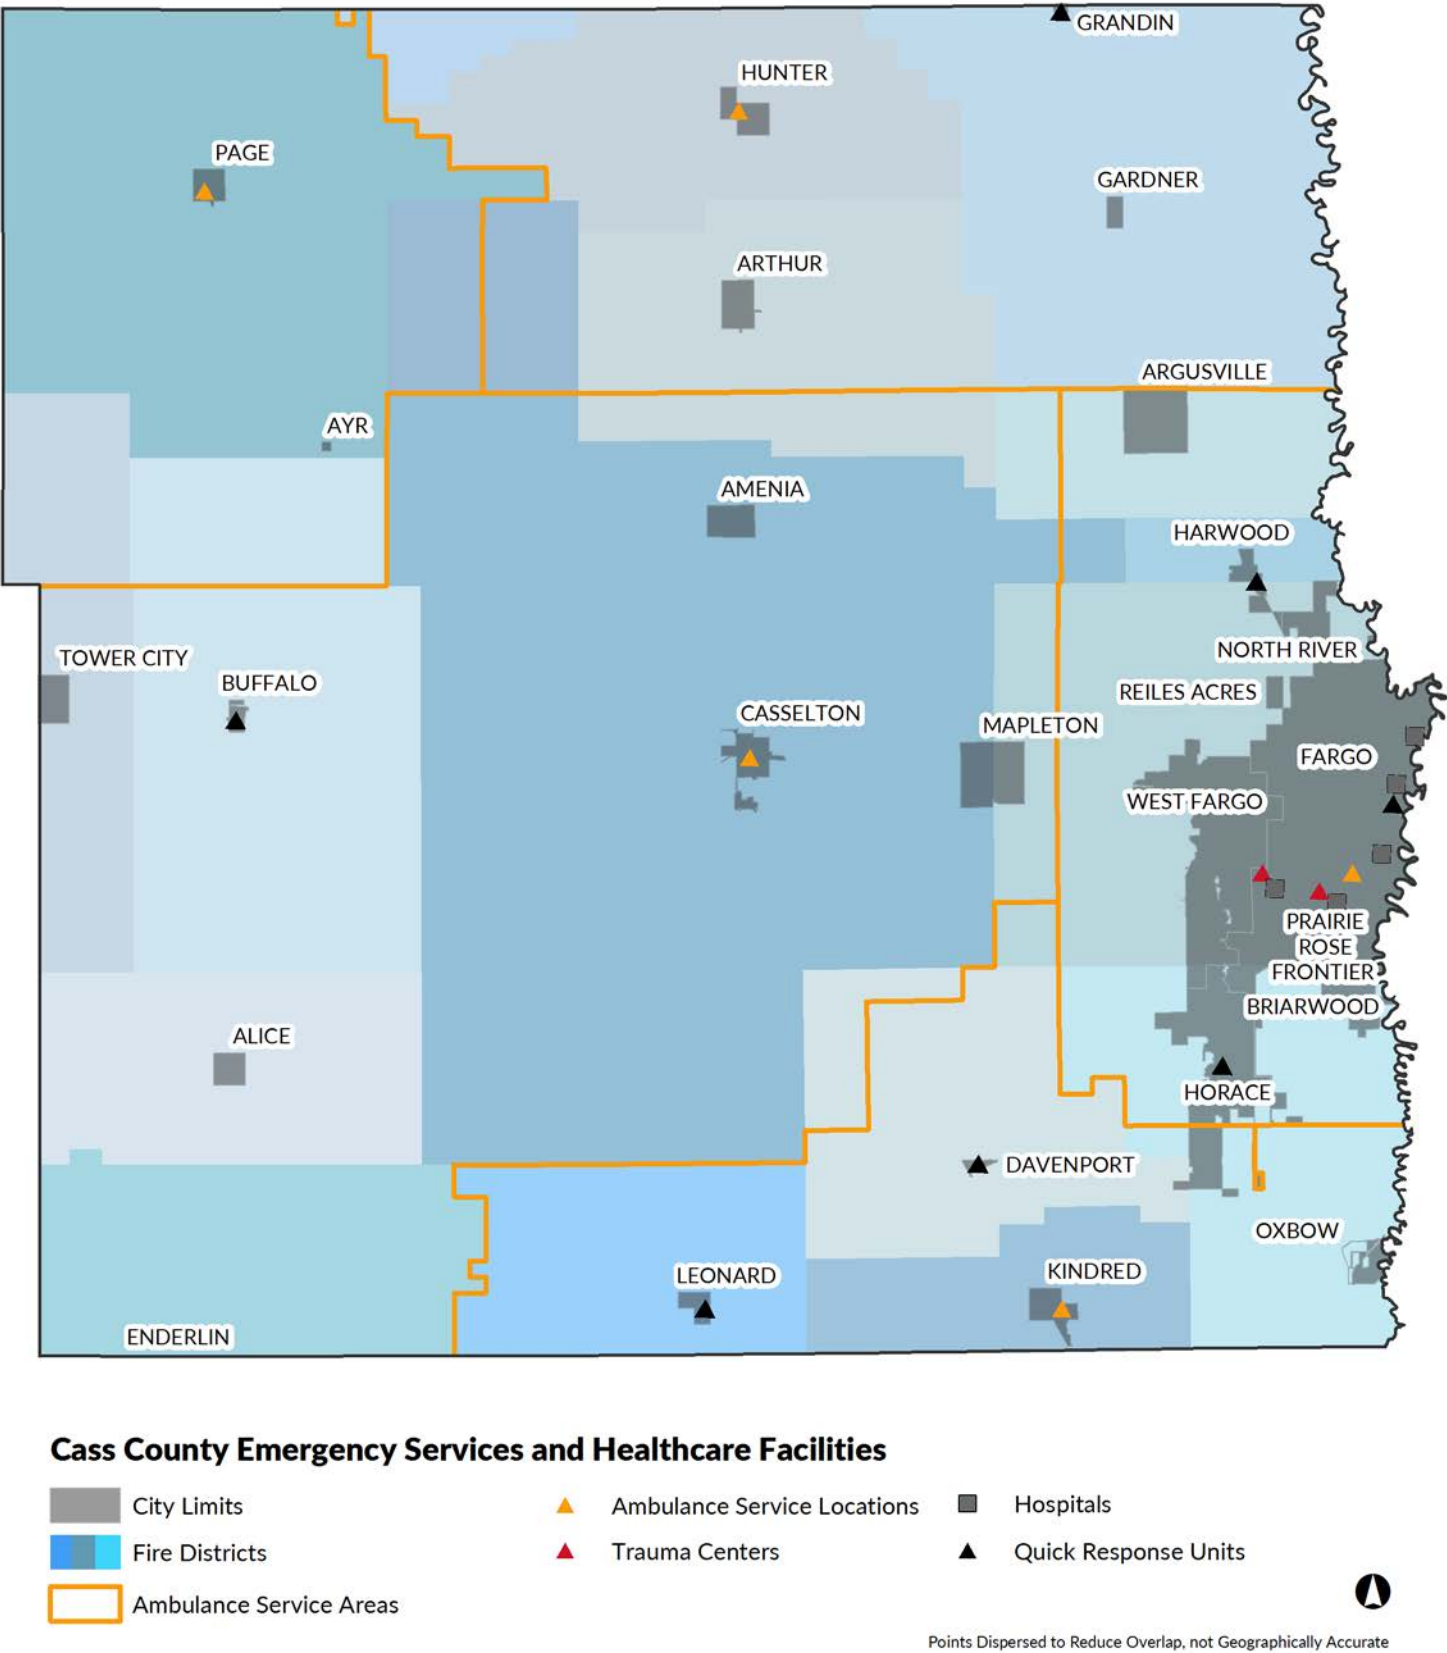 GRANDIN
HUNTER
PAGE
GARDNER
ARTHUR
ARGUSVILLE
AYR
AMENIA
HARWOOD
NORTH RIVER
TOWER CITY
BUFFALO
REILES ACRES
CASSELTON
MAPLETON
FARGO
WEST FARGO
PRAIRIE
ROSE
FRONTIER
BRIARWOOD
ALICE
HORACE
DAVENPORT
OXBOW
LEONARD
KINDRED
ENDERLIN
Cass County Emergency Services and Healthcare Facilities
City Limits
Ambulance Service Locations
Hospitals
Fire Districts
Trauma Centers
Quick Response Units
Ambulance Service Areas
Points Dispersed to Reduce Overlap, not Geographically Accurate